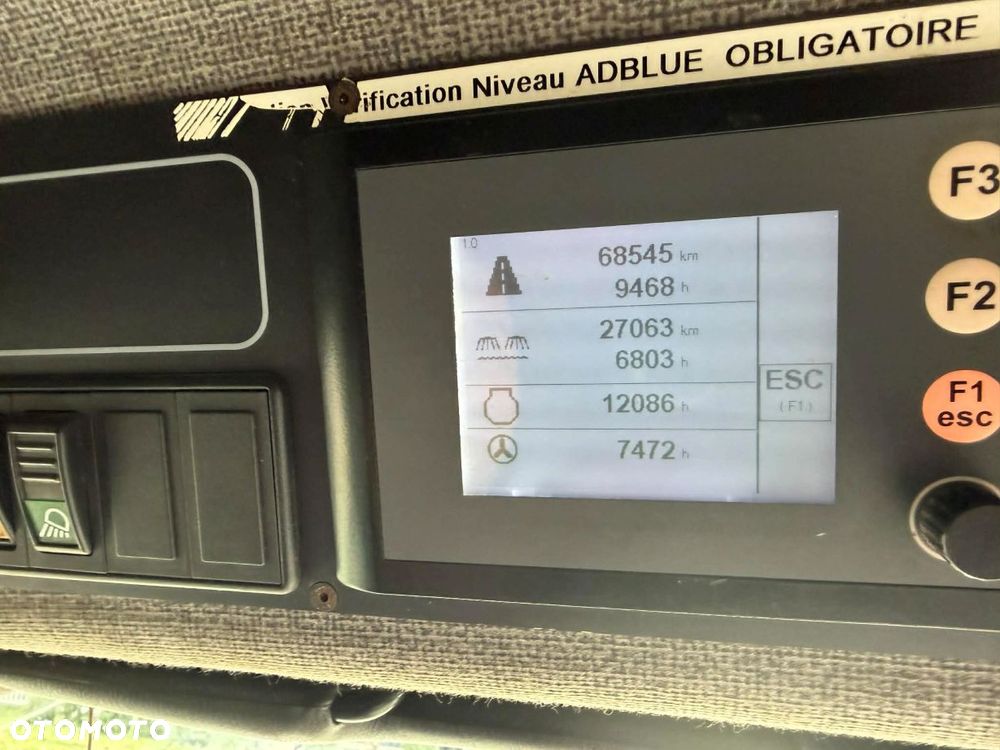 ification Niveau ADBLUE OBLIGATOIRE
F3
1.0
68545 km
9468 h
F2
27063 km
6803 h
ESC
(F1)
F1
esc
12086 h
7472 h
OTOMOTO